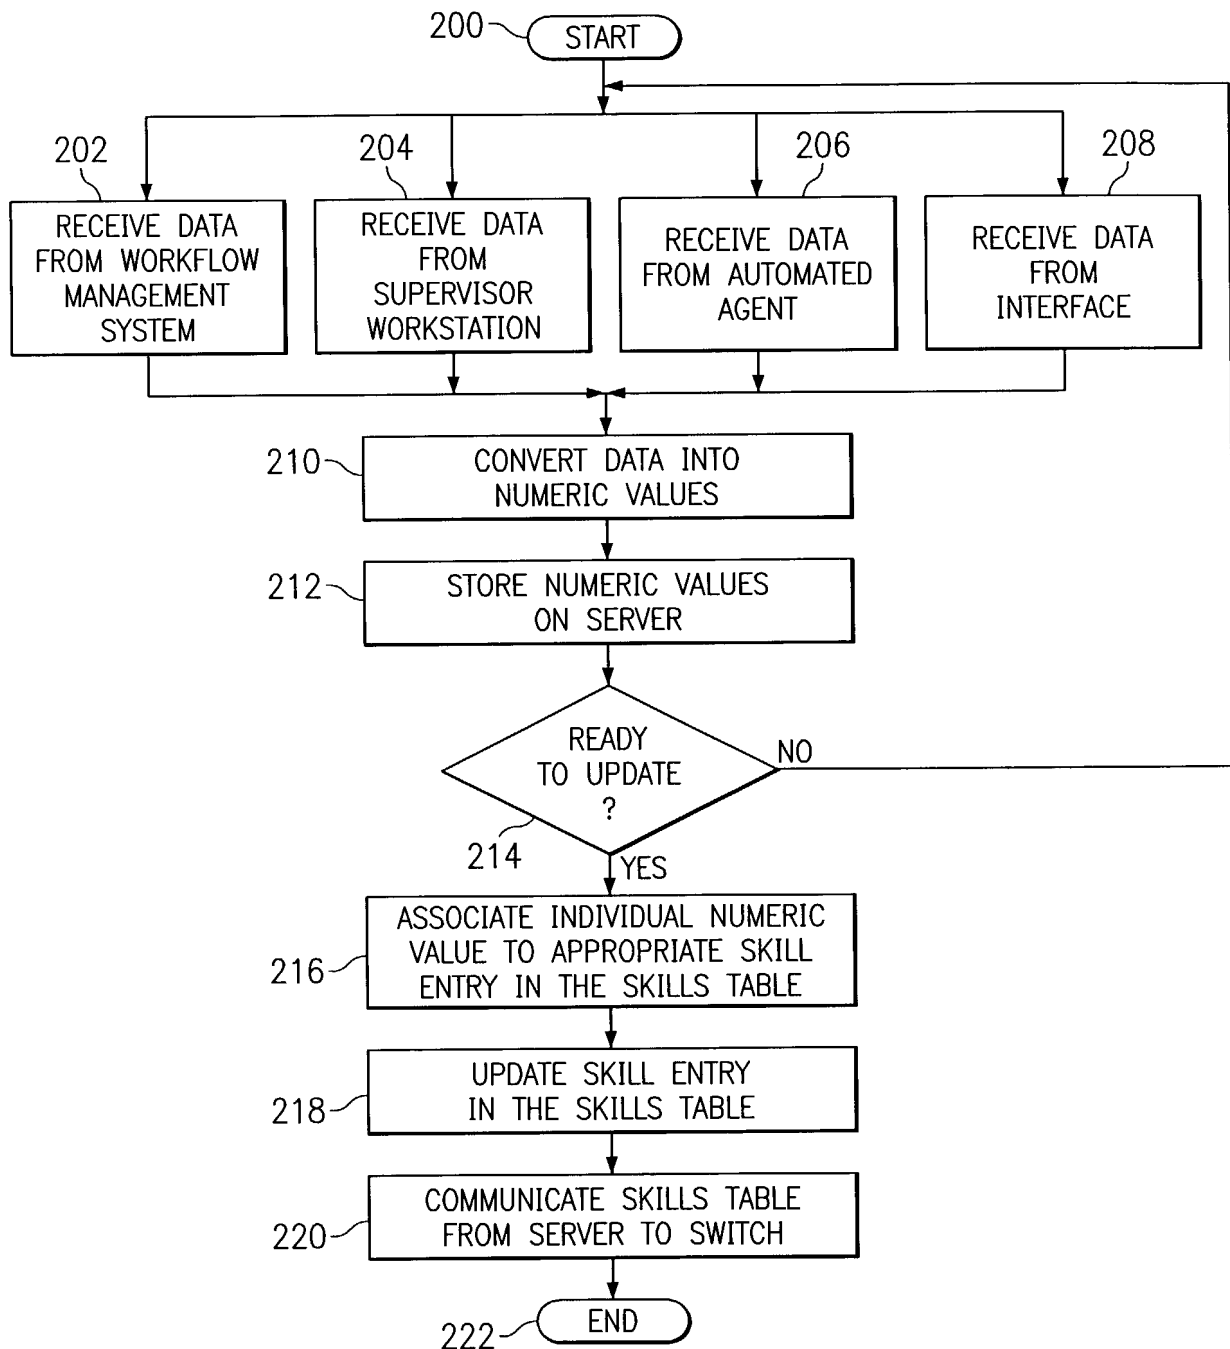 200
START
202
204
206
208
RECEIVE DATA
FROM WORKFLOW
MANAGEMENT
SYSTEM
RECEIVE DATA
FROM
SUPERVISOR
WORKSTATION
RECEIVE DATA
FROM AUTOMATED
AGENT
RECEIVE DATA
FROM
INTERFACE
210
CONVERT DATA INTO
NUMERIC VALUES
212
STORE NUMERIC VALUES
ON SERVER
READY
TO UPDATE
?
NO
214
YES
216
ASSOCIATE INDIVIDUAL NUMERIC
VALUE TO APPROPRIATE SKILL
ENTRY IN THE SKILLS TABLE
218
UPDATE SKILL ENTRY
IN THE SKILLS TABLE
220
COMMUNICATE SKILLS TABLE
FROM SERVER TO SWITCH
222
END